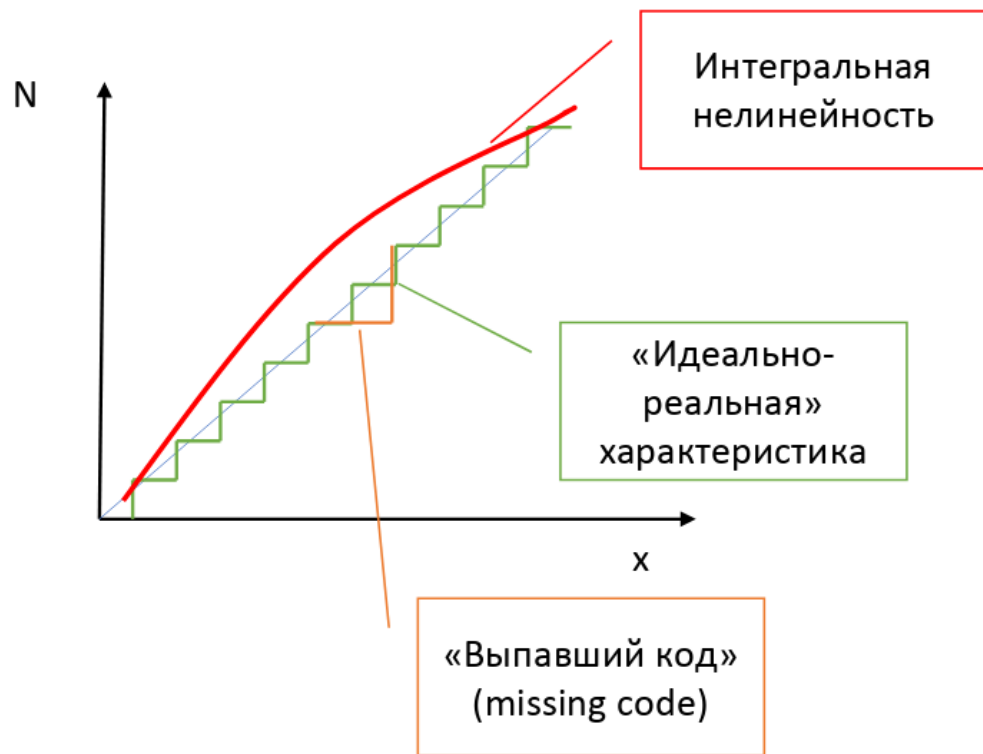 N
Интегральная
нелинейность
«Идеально-
реальная»
характеристика
x
«Выпавший код»
(missing code)